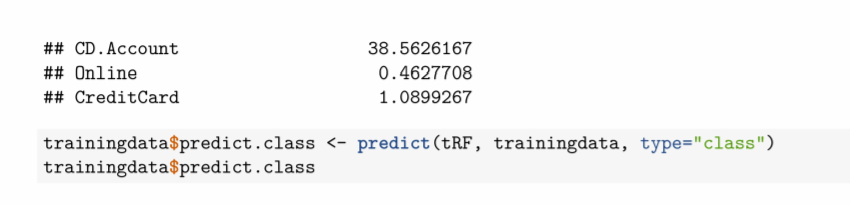 ## CD.Account 38.5626167
## Online 0.4627708
## CreditCard 1.0899267
trainingdata$predict.class <- predict(tRF, trainingdata, type="class")
trainingdata$predict.class